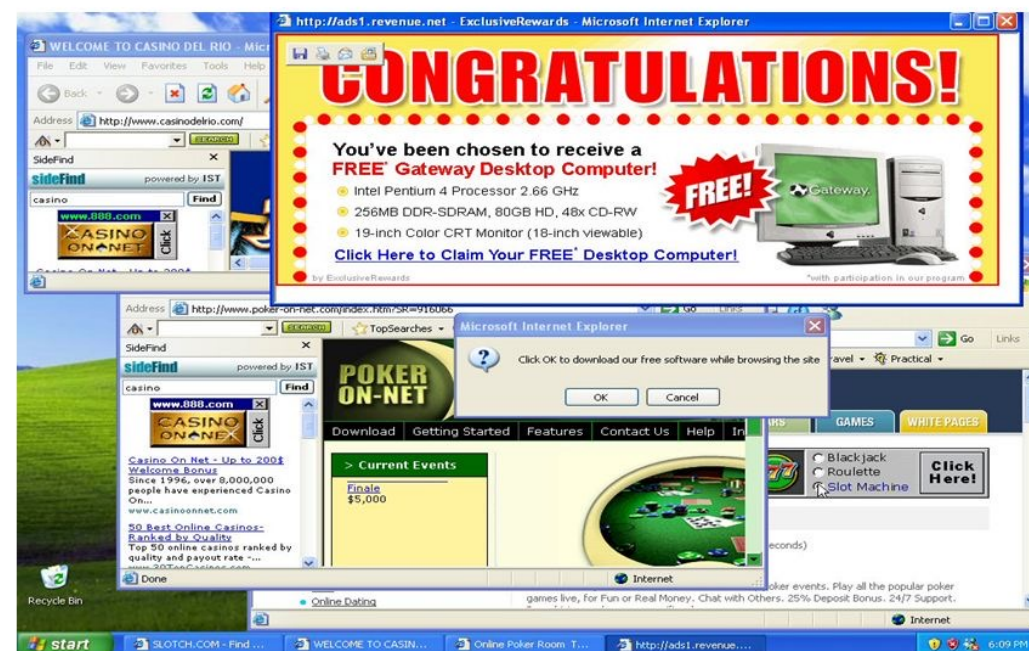 http://ads1.revenue.net - ExclusiveRewards - Microsoft Internet Explorer
CONGRATULATIONS!
You've been chosen to receive a
FREE* Gateway Desktop Computer!
Intel Pentium 4 Processor 2.66 GHz
256MB DDR-SDRAM, 80GB HD, 48x CD-RW
19-inch Color CRT Monitor (18-inch viewable)
Click Here to Claim Your FREE* Desktop Computer!
FREE!
Gateway.
by ExclusiveRewards
*with participation in our program
WELCOME TO CASINO DEL RIO - Micr
File Edit View Favorites Tools Help
Back
Address http://www.casinodelrio.com/
SEARCH
SideFind
sideFind powered by IST
casino Find
www.888.com
CASINO
ON NET
Click
Casino On Net - Up to 200$
Address http://www.poker-on-net.com/index.htm?SR=916066
Go Links
SEARCH TopSearches
SideFind
sideFind powered by IST
casino Find
www.888.com
CASINO
ON NET
Click
Casino On Net - Up to 200$
Welcome Bonus
Since 1996, over 8,000,000
people have experienced Casino
On...
www.casinoonnet.com
50 Best Online Casinos-
Ranked by Quality
Top 50 online casinos ranked by
quality and payout rate -...
Done
Internet
POKER
ON-NET
Download Getting Started Features Contact Us Help In
> Current Events
Finale
$5,000
Microsoft Internet Explorer
Click OK to download our free software while browsing the site
OK Cancel
Go Links
ravel Practical
GAMES WHITE PAGES
Blackjack
Roulette
Slot Machine
Click
Here!
econds)
oker events. Play all the popular poker
games live, for Fun or Real Money. Chat with Others. 25% Deposit Bonus. 24/7 Support.
Online Dating
Internet
Recycle Bin
start
SLOTCH.COM - Find ...
WELCOME TO CASIN...
Online Poker Room T...
http://ads1.revenue....
6:09 PM